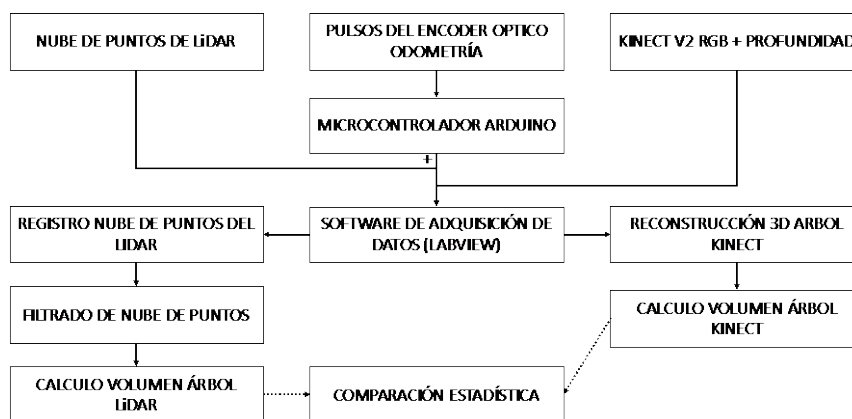 NUBE DE PUNTOS DE LiDAR
PULSOS DEL ENCODER OPTICO
ODOMETRÍA
KINECT V2 RGB + PROFUNDIDAD
MICROCONTROLADOR ARDUINO
+
REGISTRO NUBE DE PUNTOS DEL
LIDAR
SOFTWARE DE ADQUISICIÓN DE
DATOS (LABVIEW)
RECONSTRUCCIÓN 3D ARBOL
KINECT
FILTRADO DE NUBE DE PUNTOS
CALCULO VOLUMEN ÁRBOL
KINECT
CALCULO VOLUMEN ÁRBOL
LiDAR
COMPARACIÓN ESTADÍSTICA